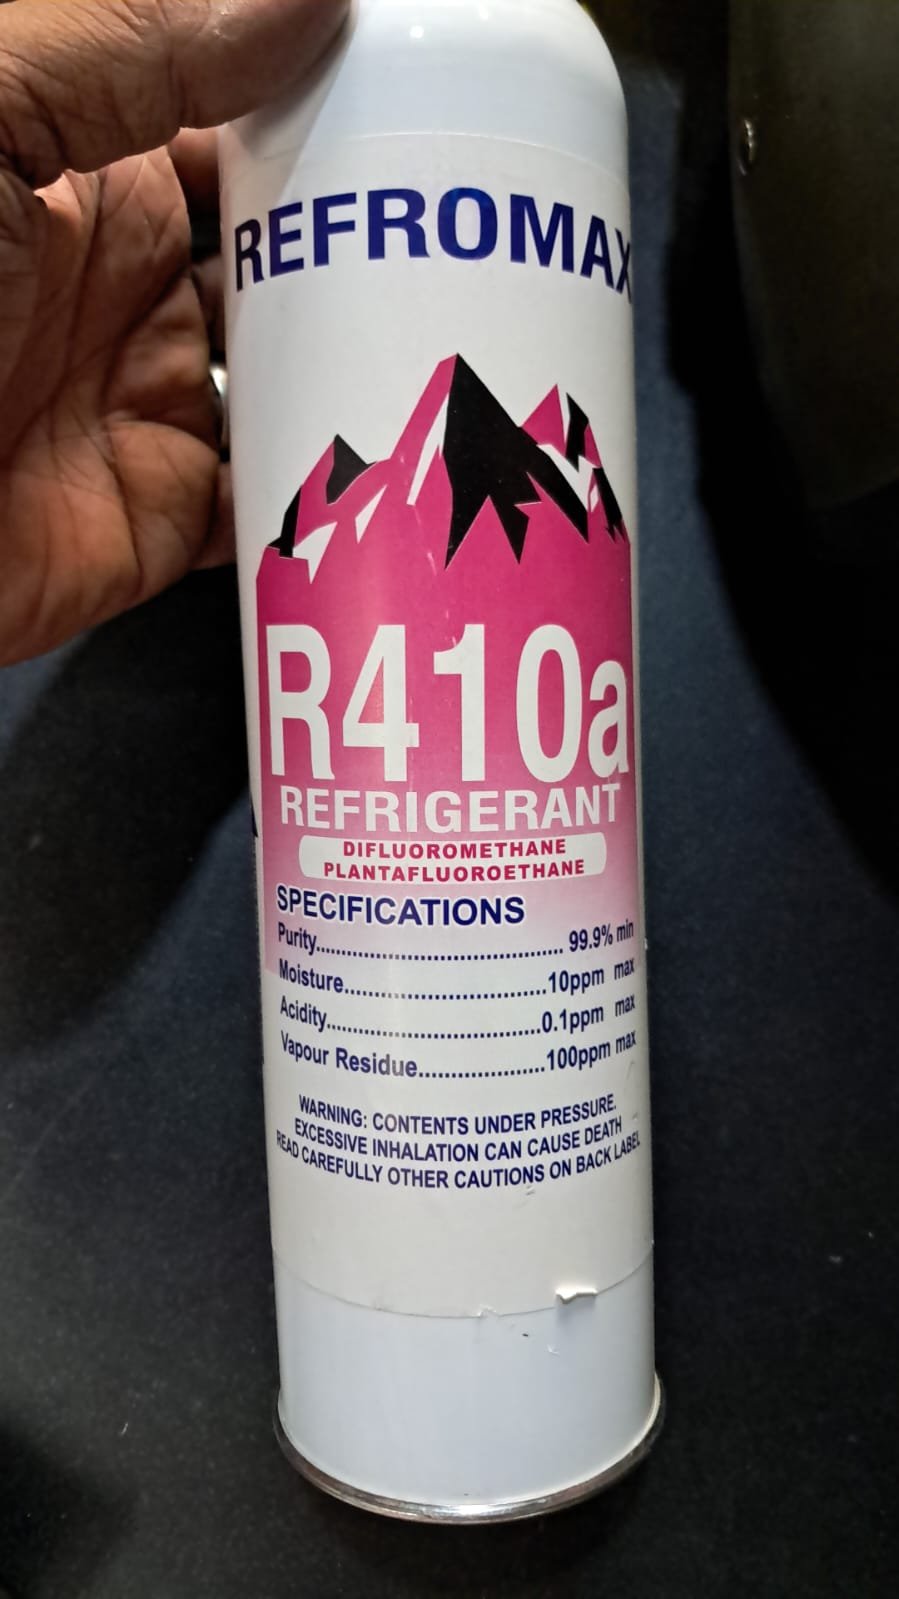 REFROMAX
R410a
REFRIGERANT
DIFLUOROMETHANE
PLANTAFLUOROETHANE
SPECIFICATIONS
Purity............................................ 99.9% min
Moisture.................................10ppm max
Acidity...................................0.1ppm max
Vapour Residue.....................100ppm max
WARNING: CONTENTS UNDER PRESSURE.
EXCESSIVE INHALATION CAN CAUSE DEATH
READ CAREFULLY OTHER CAUTIONS ON BACK LABEL